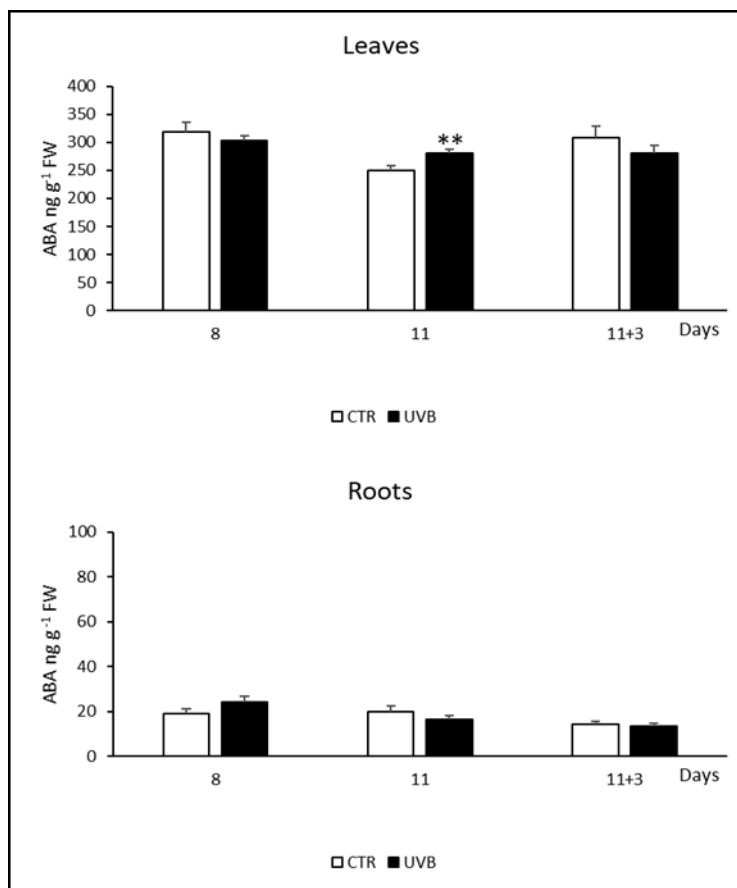 Leaves
400
350
300
250
200
150
100
50
0
ABA ng g⁻¹ FW
**
8 11 11+3 Days
CTR UVB
Roots
100
80
60
40
20
0
ABA ng g⁻¹ FW
8 11 11+3 Days
CTR UVB